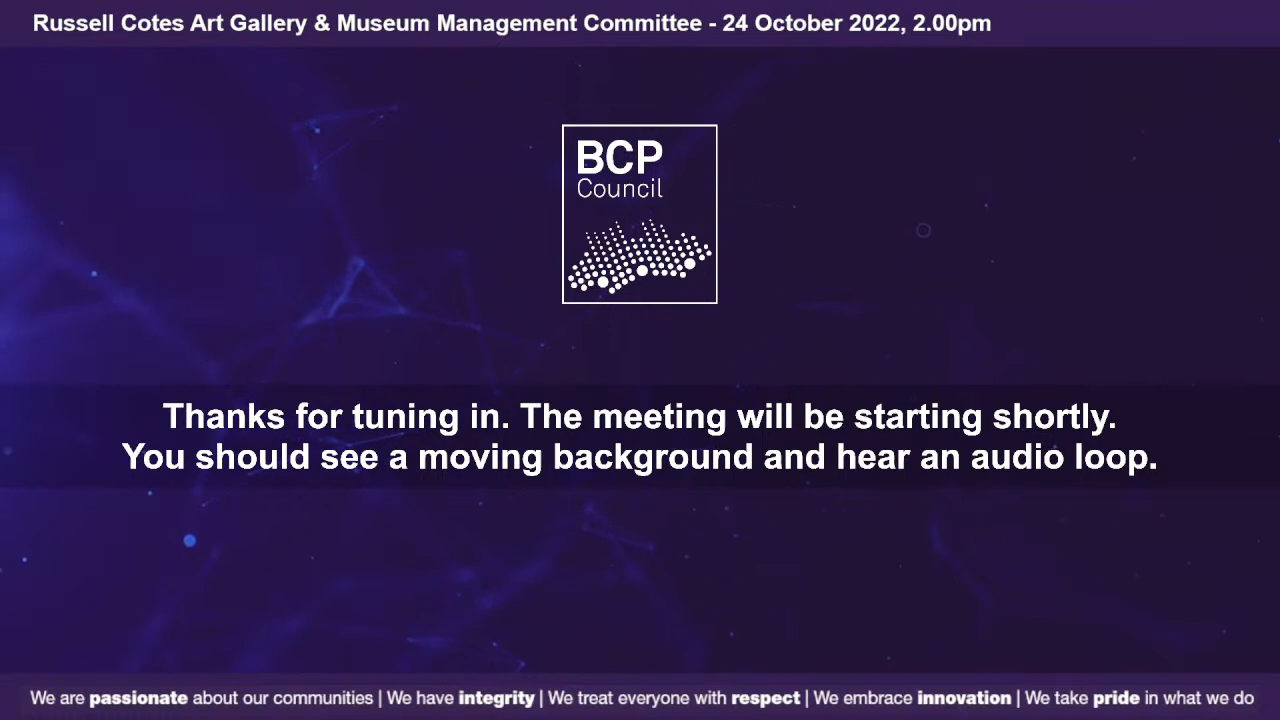 Russell Cotes Art Gallery & Museum Management Committee - 24 October 2022, 2.00pm
BCP
Council
Thanks for tuning in. The meeting will be starting shortly.
You should see a moving background and hear an audio loop.
We are passionate about our communities | We have integrity | We treat everyone with respect | We embrace innovation | We take pride in what we do